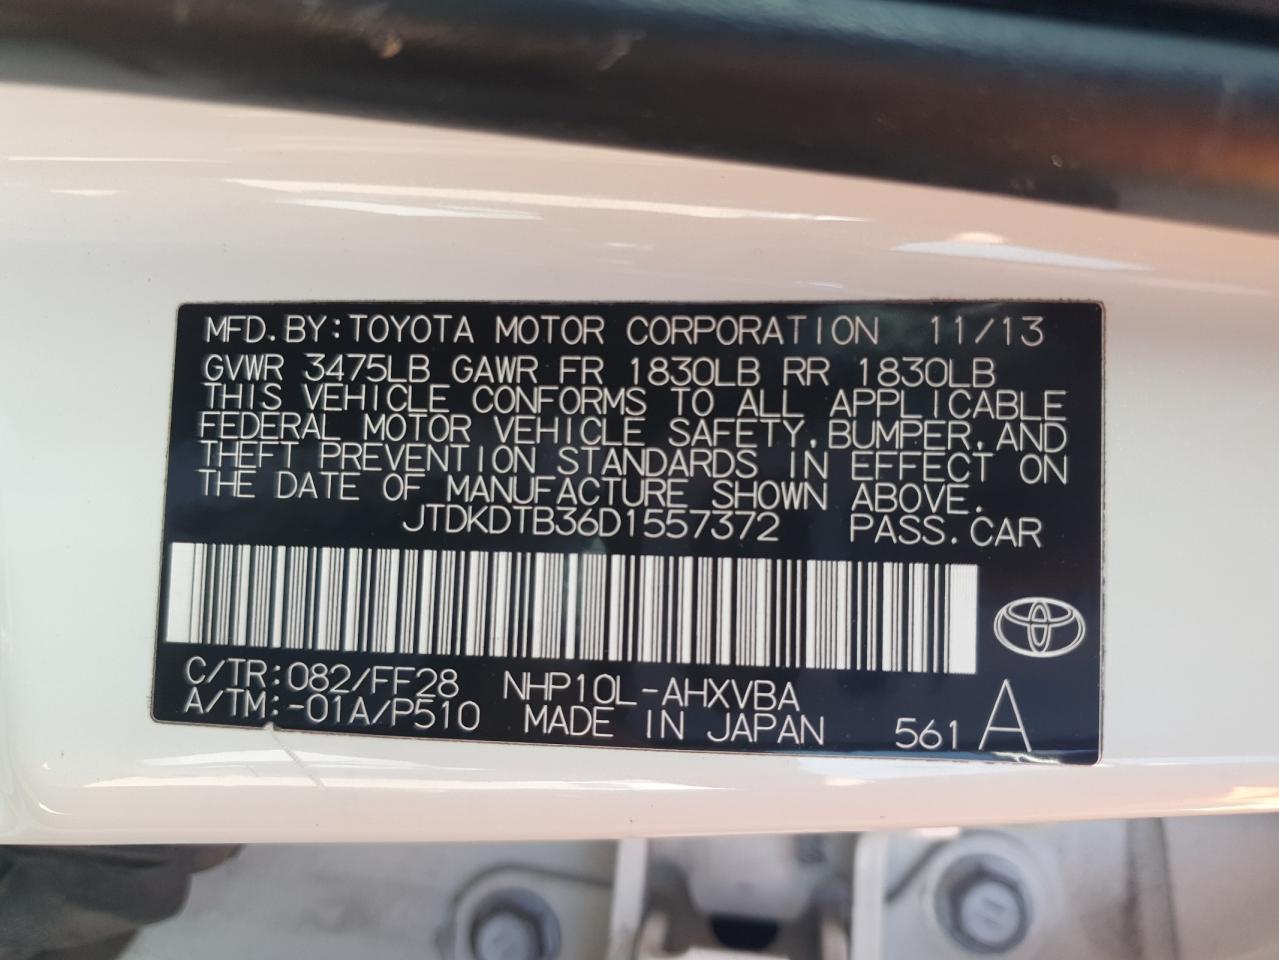 MFD.BY:TOYOTA MOTOR CORPORATION 11/13
GVWR 3475LB GAWR FR 1830LB RR 1830LB
THIS VEHICLE CONFORMS TO ALL APPLICABLE
FEDERAL MOTOR VEHICLE SAFETY,BUMPER,AND
THEFT PREVENTION STANDARDS IN EFFECT ON
THE DATE OF MANUFACTURE SHOWN ABOVE.
JTDKDTB36D1557372 PASS.CAR
C/TR:082/FF28 NHP10L-AHXVBA
A/TM:-01A/P510 MADE IN JAPAN 561 A